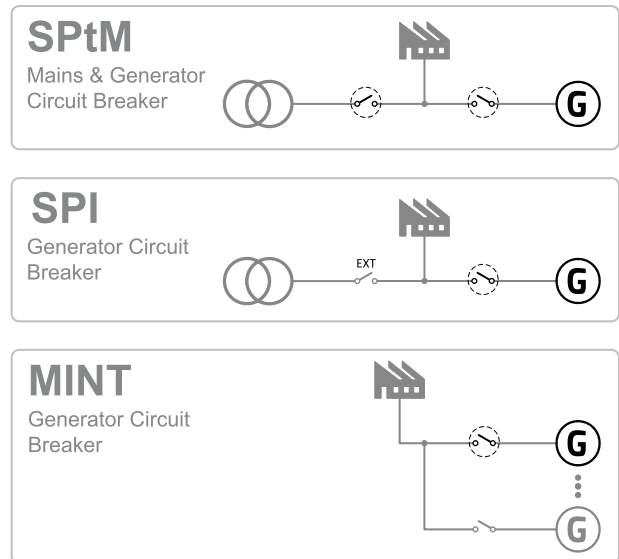 SPtM
Mains & Generator
Circuit Breaker
G
SPI
Generator Circuit
Breaker
EXT
G
MINT
Generator Circuit
Breaker
G
G